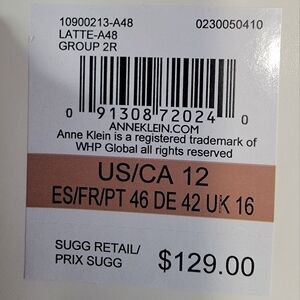 10900213-A48 0230050410
LATTE-A48
GROUP 2R
0 91308 72024 0
ANNEKLEIN.COM
Anne Klein is a registered trademark of
WHP Global all rights reserved
US/CA 12
ES/FR/PT 46 DE 42 UK 16
SUGG RETAIL/
PRIX SUGG $129.00